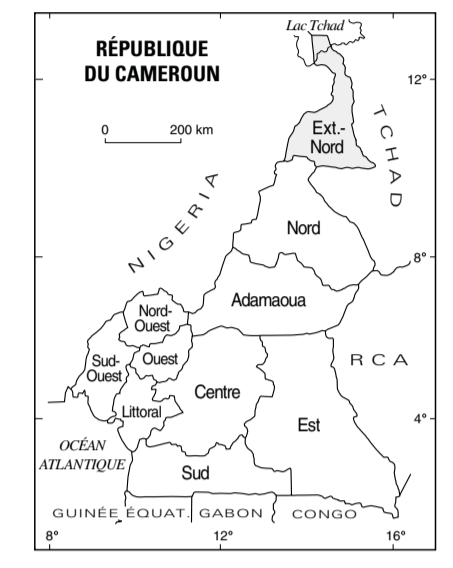 Lac Tchad
RÉPUBLIQUE
DU CAMEROUN
12°
0 200 km
Ext.-
Nord
TCHAD
NIGERIA
Nord
8°
Adamaoua
Nord-
Ouest
Sud-
Ouest
Ouest
RCA
Centre
Littoral
Est
4°
OCÉAN
ATLANTIQUE
Sud
GUINÉE ÉQUAT. GABON CONGO
8° 12° 16°